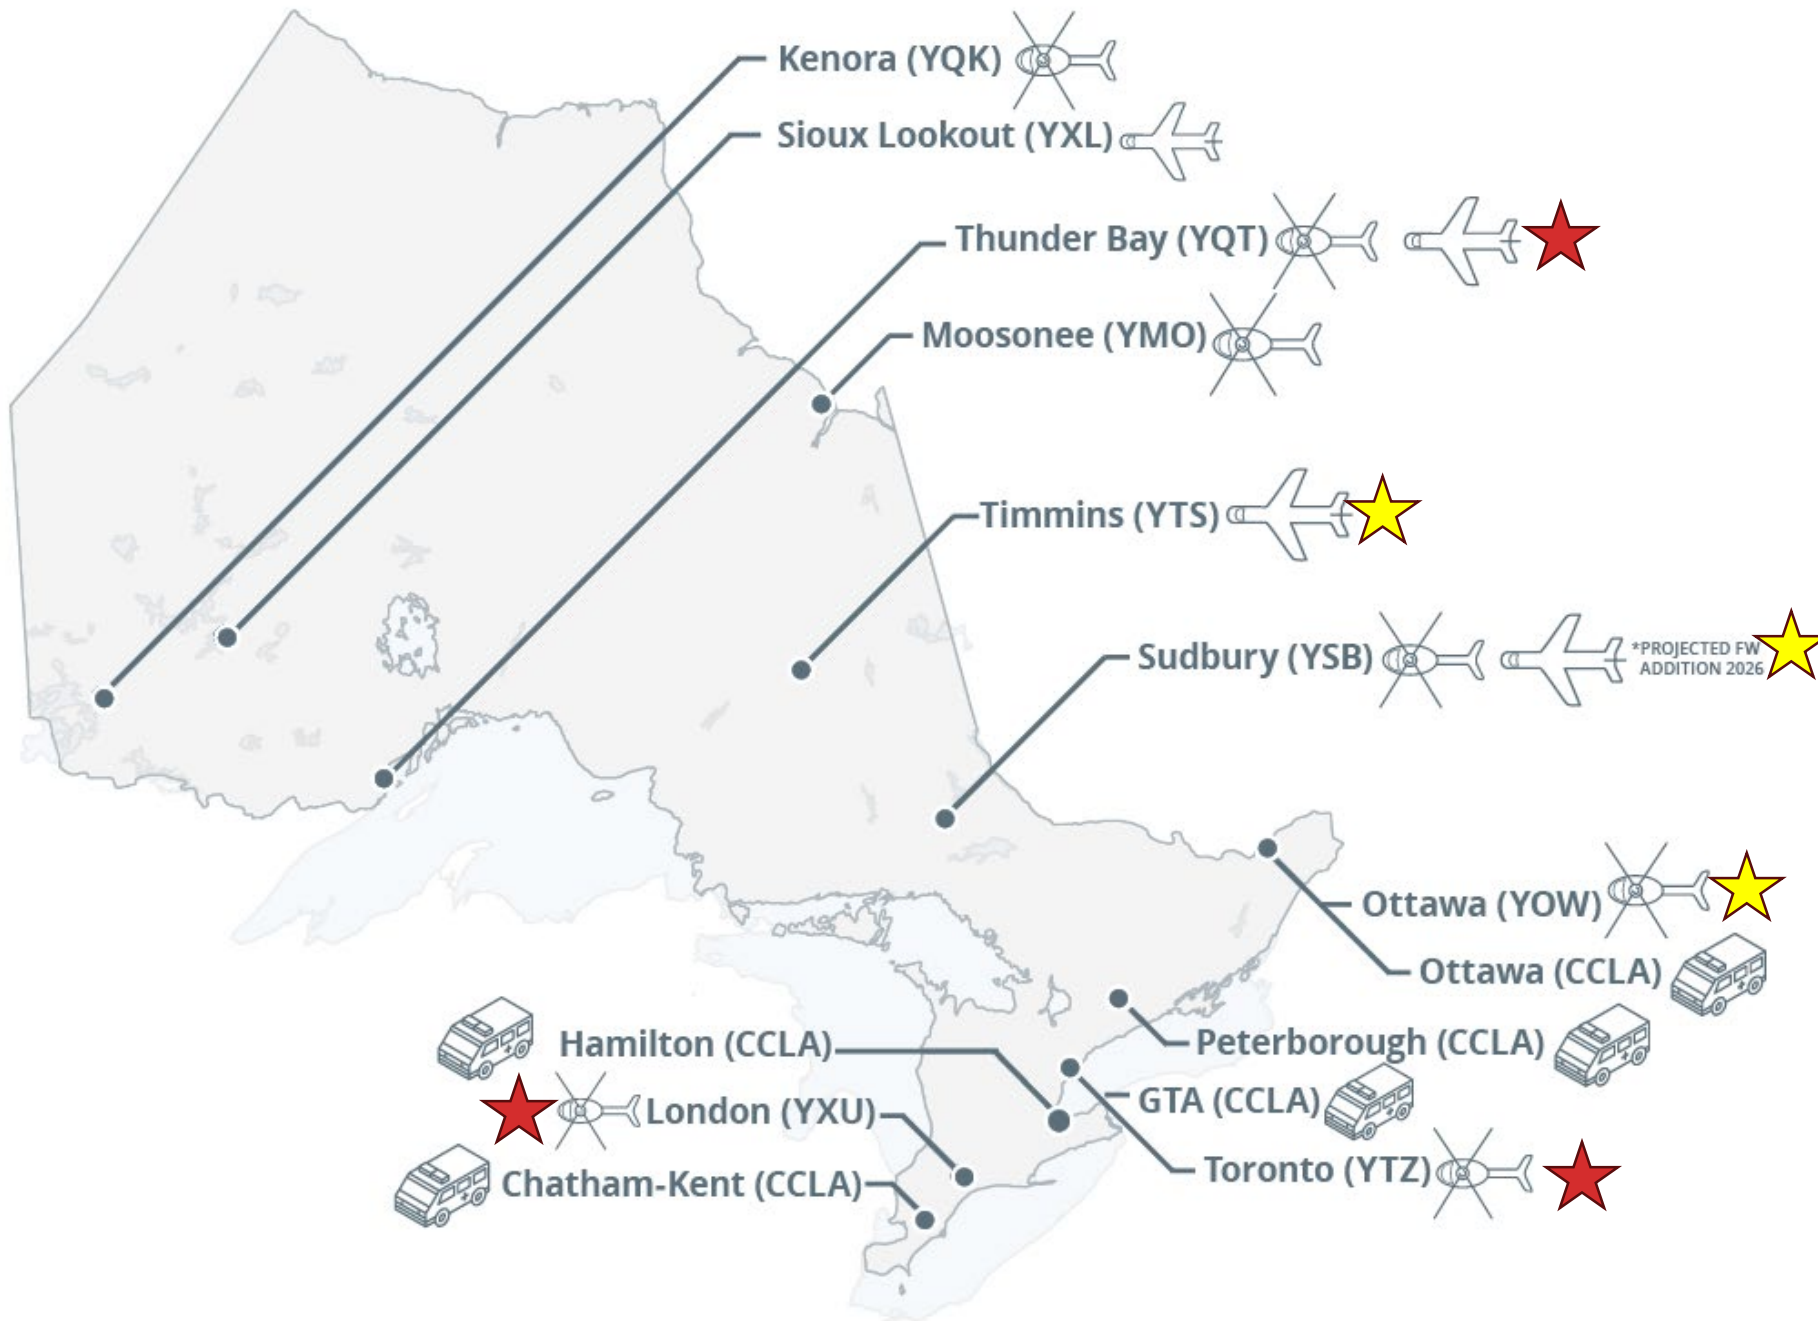 Kenora (YQK)
Sioux Lookout (YXL)
Thunder Bay (YQT)
Moosonee (YMO)
Timmins (YTS)
Sudbury (YSB)
*PROJECTED FW
ADDITION 2026
Ottawa (YOW)
Ottawa (CCLA)
Peterborough (CCLA)
Hamilton (CCLA)
GTA (CCLA)
London (YXU)
Toronto (YTZ)
Chatham-Kent (CCLA)